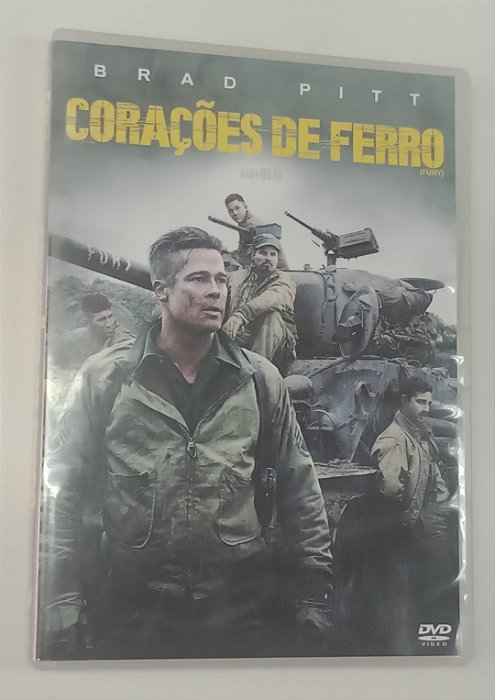 BRAD PITT
CORAÇÕES DE FERRO
(FURY)
FURY
DVD
VIDEO